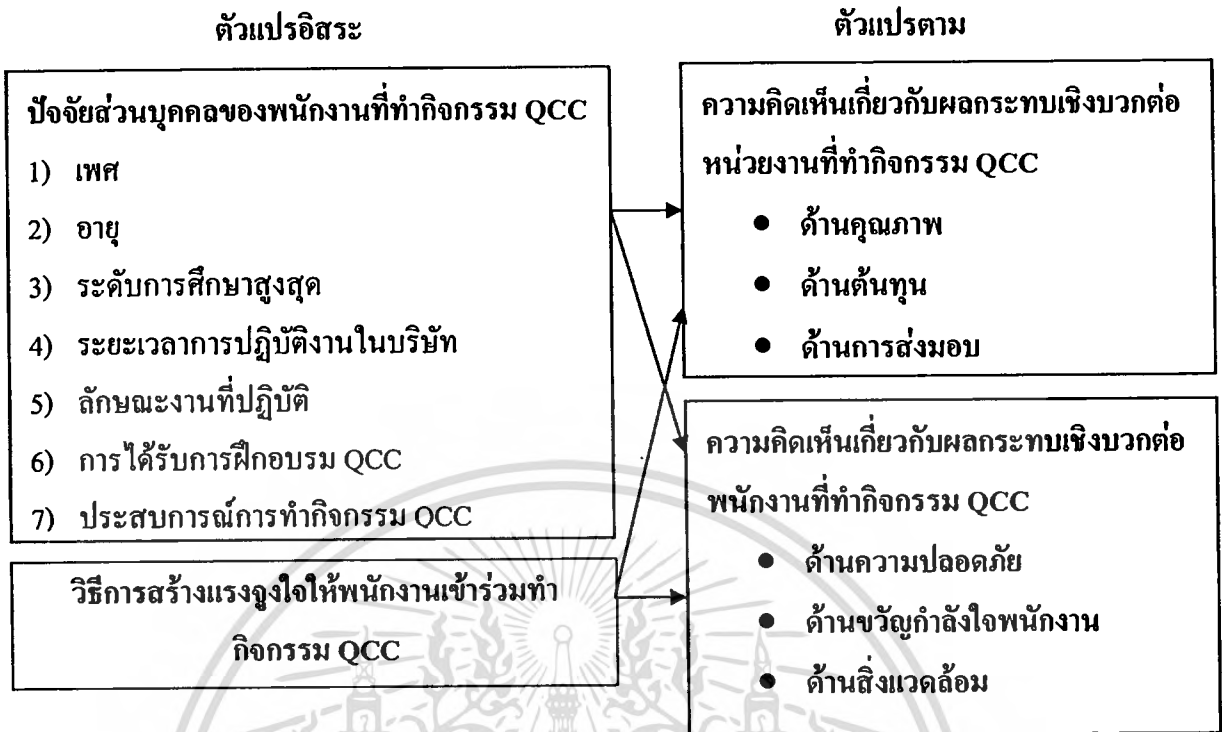 ตัวแปรอิสระ
ปัจจัยส่วนบุคคลของพนักงานที่ทำกิจกรรม QCC
1) เพศ
2) อายุ
3) ระดับการศึกษาสูงสุด
4) ระยะเวลาการปฏิบัติงานในบริษัท
5) ลักษณะงานที่ปฏิบัติ
6) การได้รับการฝึกอบรม QCC
7) ประสบการณ์การทำกิจกรรม QCC
วิธีการสร้างแรงจูงใจให้พนักงานเข้าร่วมทำ
กิจกรรม QCC
ตัวแปรตาม
ความคิดเห็นเกี่ยวกับผลกระทบเชิงบวกต่อ
หน่วยงานที่ทำกิจกรรม QCC
● ด้านคุณภาพ
● ด้านต้นทุน
● ด้านการส่งมอบ
ความคิดเห็นเกี่ยวกับผลกระทบเชิงบวกต่อ
พนักงานที่ทำกิจกรรม QCC
● ด้านความปลอดภัย
● ด้านขวัญกำลังใจพนักงาน
● ด้านสิ่งแวดล้อม